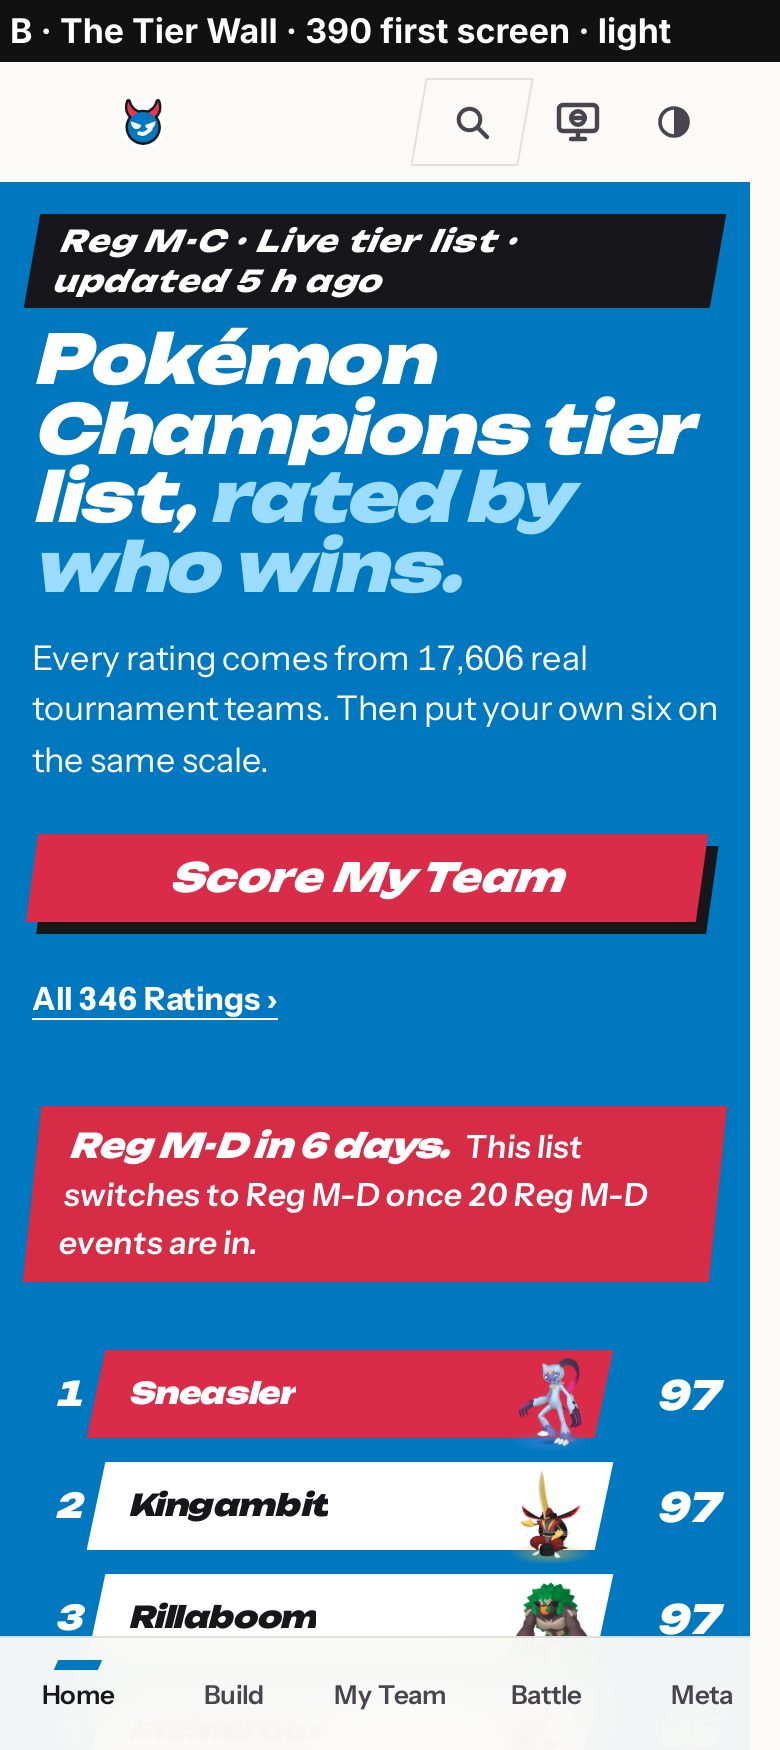 B · The Tier Wall · 390 first screen · light
Reg M-C · Live tier list ·
updated 5 h ago
Pokémon
Champions tier
list, rated by
who wins.
Every rating comes from 17,606 real
tournament teams. Then put your own six on
the same scale.
Score My Team
All 346 Ratings ›
Reg M-D in 6 days. This list
switches to Reg M-D once 20 Reg M-D
events are in.
1 Sneasler 97
2 Kingambit 97
3 Rillaboom 97
Home Build My Team Battle Meta